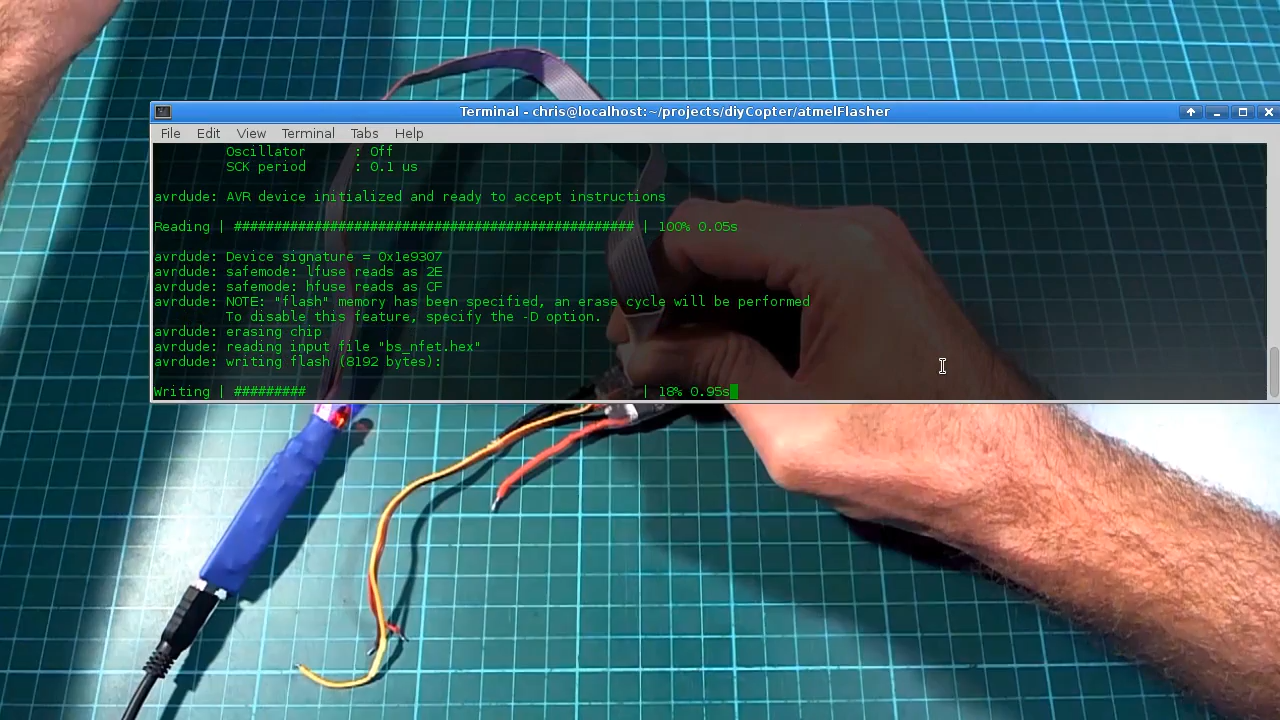 Terminal - chris@localhost:~/projects/diyCopter/atmelFlasher
File Edit View Terminal Tabs Help
Oscillator : Off
SCK period : 0.1 us
avrdude: AVR device initialized and ready to accept instructions
Reading | ################################################## | 100% 0.05s
avrdude: Device signature = 0x1e9307
avrdude: safemode: lfuse reads as 2E
avrdude: safemode: hfuse reads as CF
avrdude: NOTE: "flash" memory has been specified, an erase cycle will be performed
To disable this feature, specify the -D option.
avrdude: erasing chip
avrdude: reading input file "bs_nfet.hex"
avrdude: writing flash (8192 bytes):
Writing | ######### | 18% 0.95s